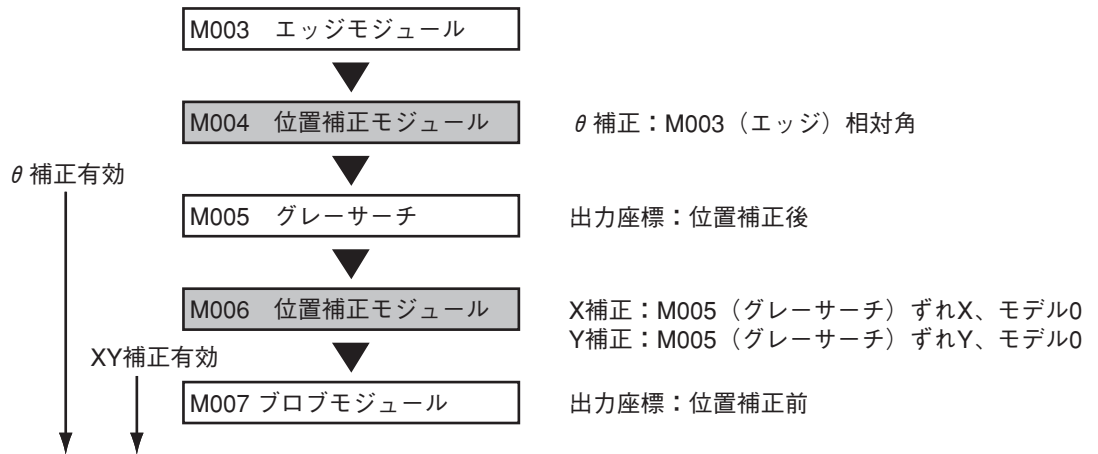 M003 エッジモジュール
M004 位置補正モジュール
θ補正：M003（エッジ）相対角
θ補正有効
M005 グレーサーチ
出力座標：位置補正後
M006 位置補正モジュール
X補正：M005（グレーサーチ）ずれX、モデル0
Y補正：M005（グレーサーチ）ずれY、モデル0
XY補正有効
M007 ブロブモジュール
出力座標：位置補正前